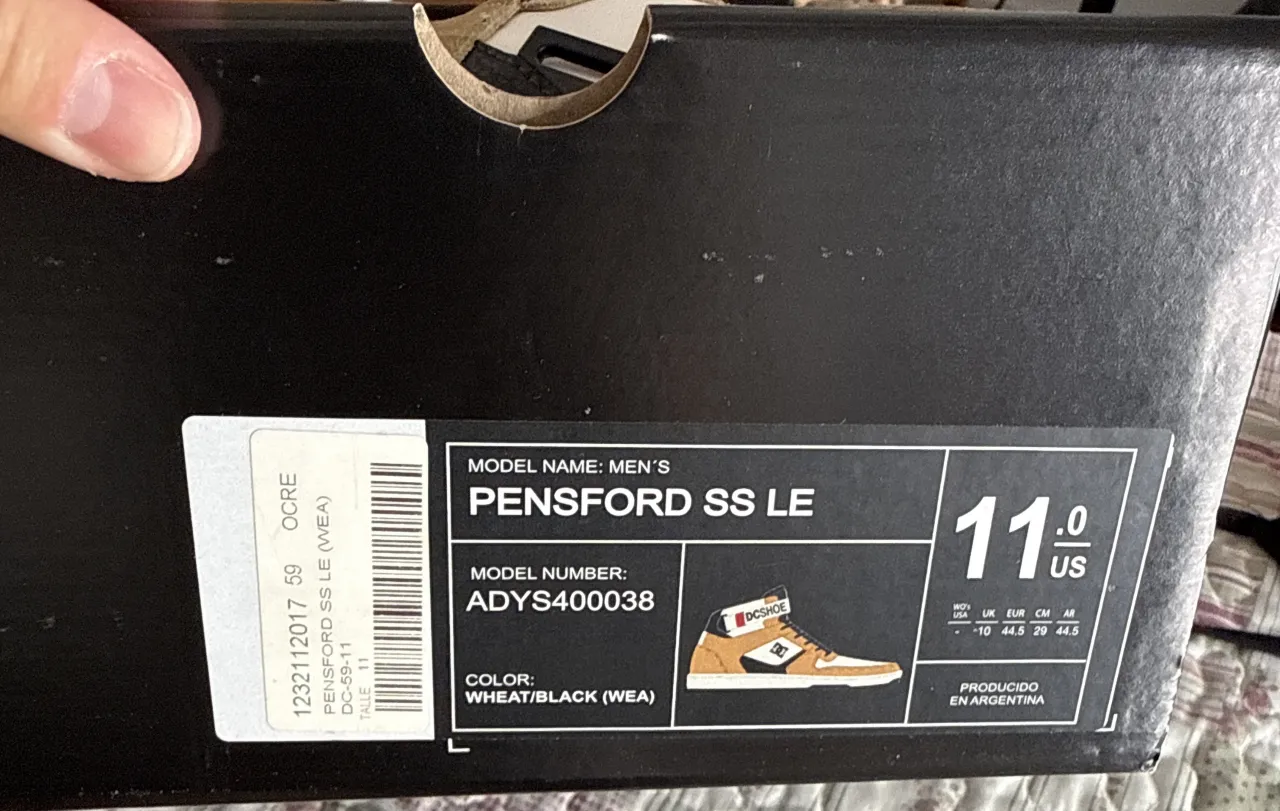 1232112017 59 OCRE
PENSFORD SS LE (WEA)
DC-59-11
TALLE 11
MODEL NAME: MEN´S
PENSFORD SS LE
MODEL NUMBER:
ADYS400038
COLOR:
WHEAT/BLACK (WEA)
DCSHOE
DC
11.0
US
WO's USA UK EUR CM AR
- 10 44.5 29 44.5
PRODUCIDO
EN ARGENTINA